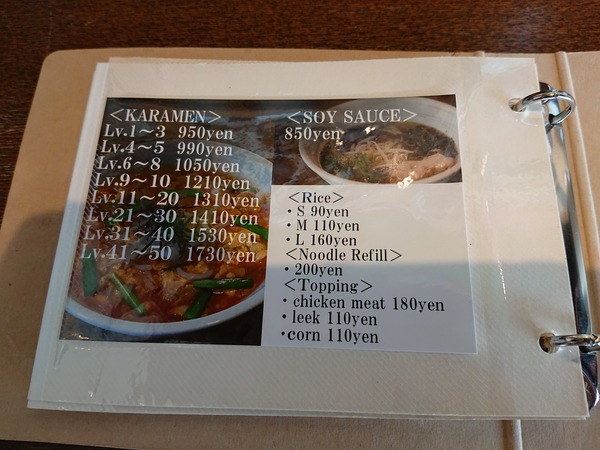 ＜KARAMEN＞
Lv.1～3 950yen
Lv.4～5 990yen
Lv.6～8 1050yen
Lv.9～10 1210yen
Lv.11～20 1310yen
Lv.21～30 1410yen
Lv.31～40 1530yen
Lv.41～50 1730yen
＜SOY SAUCE＞
850yen
＜Rice＞
・S 90yen
・M 110yen
・L 160yen
＜Noodle Refill＞
・200yen
＜Topping＞
・chicken meat 180yen
・leek 110yen
・corn 110yen